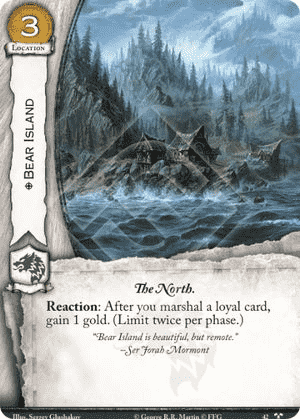 3
LOCATION
BEAR ISLAND
The North.
Reaction: After you marshal a loyal card,
gain 1 gold. (Limit twice per phase.)
"Bear Island is beautiful, but remote."
–Ser Jorah Mormont
Illus. Sergey Glushakov
© George R.R. Martin © FFG
42